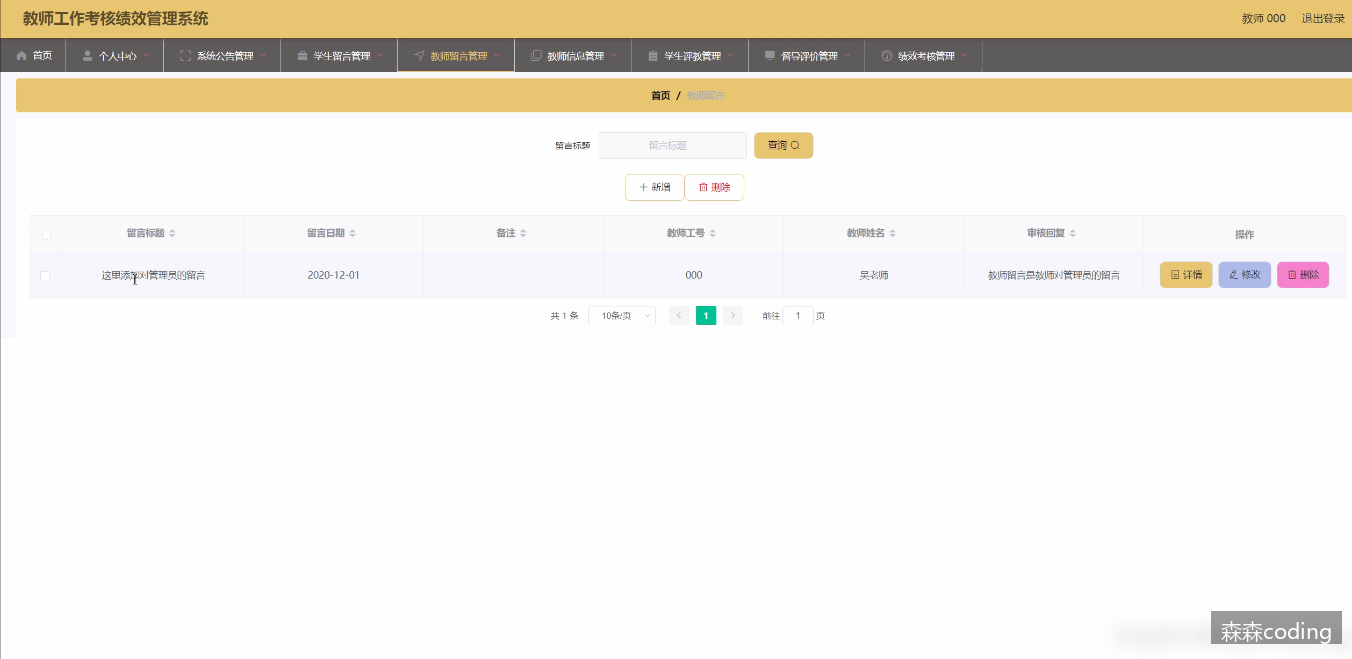 教师工作考核绩效管理系统
教师 000 退出登录
首页 个人中心 系统公告管理 学生留言管理 教师留言管理 教师信息管理 学生评教管理 督导评价管理 绩效考核管理
首页 / 教师留言
留言标题 留言标题 查询
新增 删除
留言标题 留言日期 备注 教师工号 教师姓名 审核回复 操作
这里添加对管理员的留言 2020-12-01 000 吴老师 教师留言是教师对管理员的留言 详情 修改 删除
共 1 条 10条/页 1 前往 1 页
森森coding